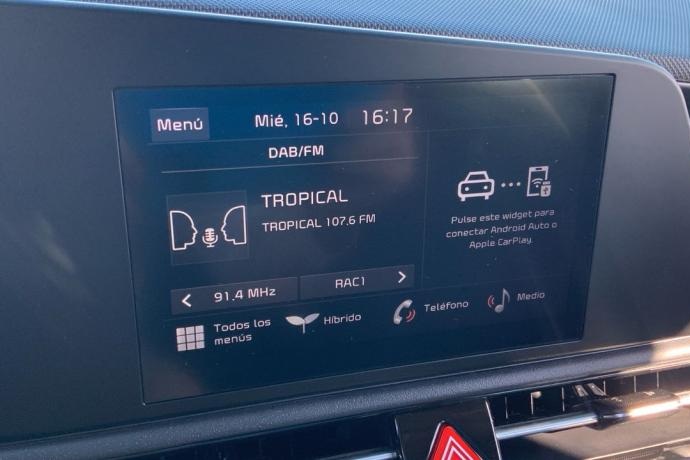 Menú
Mié, 16-10 16:17
DAB/FM
TROPICAL
TROPICAL 107.6 FM
91.4 MHz
RAC1
Pulse este widget para
conectar Android Auto o
Apple CarPlay.
Todos los
menús
Híbrido
Teléfono
Medio